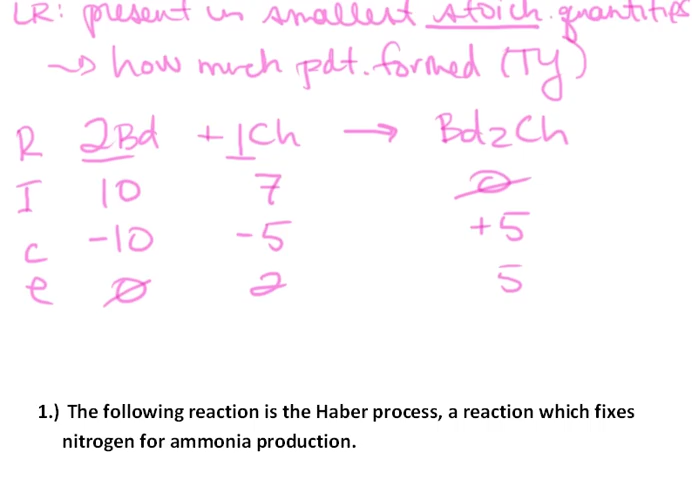 LR: present in smallest stoich. quantities
~> how much pdt. formed (TY)
R 2Bd + 1Ch → Bd2Ch
I 10 7 0
C -10 -5 +5
e 0 2 5
1.) The following reaction is the Haber process, a reaction which fixes
nitrogen for ammonia production.